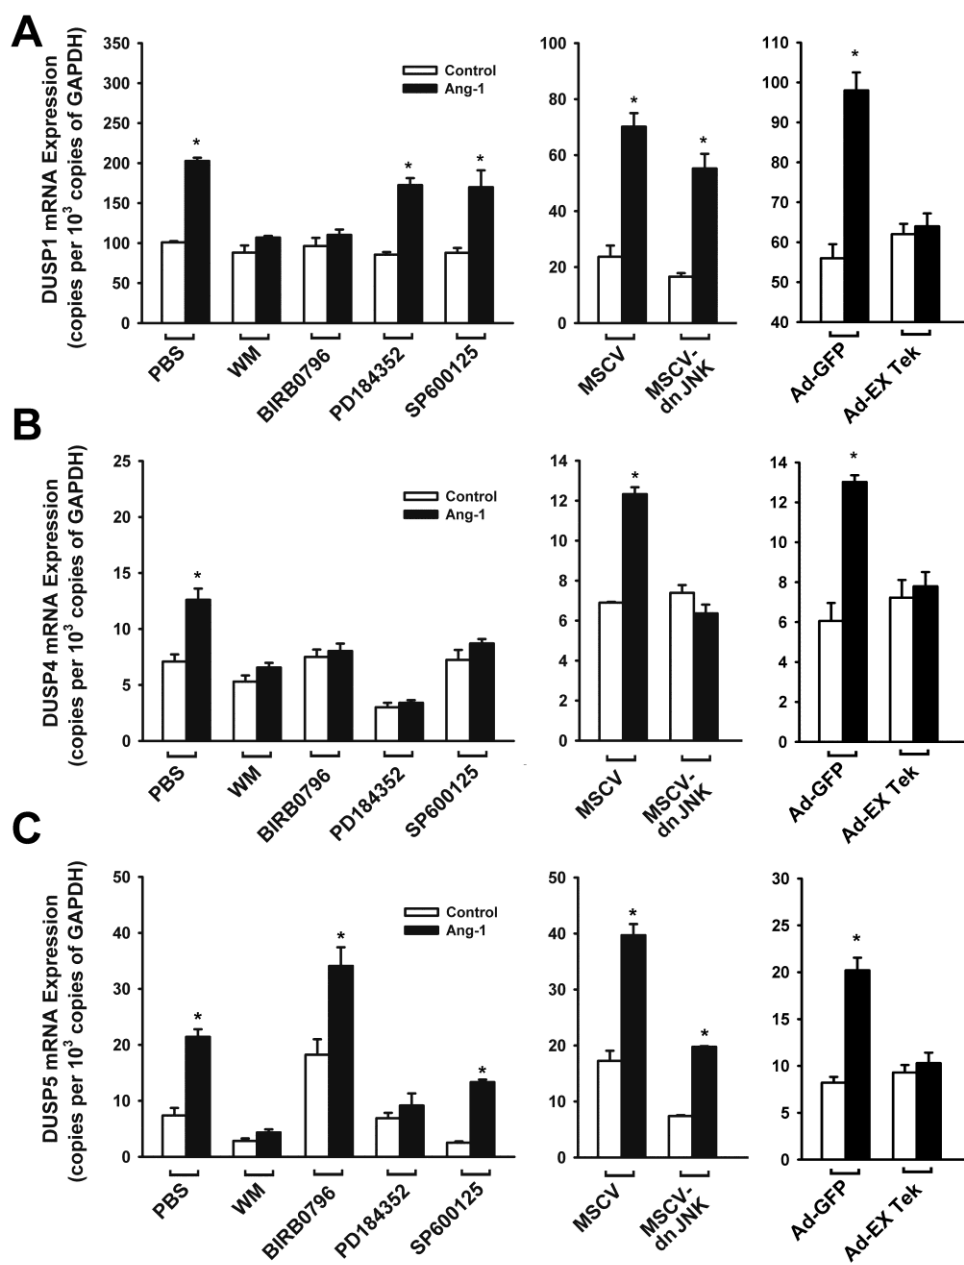 A
DUSP1 mRNA Expression
(copies per 10³ copies of GAPDH)
350
300
250
200
150
100
50
0
Control
Ang-1
*
*
*
PBS
WM
BIRB0796
PD184352
SP600125
100
80
60
40
20
0
*
*
MSCV
MSCV-
dn JNK
110
100
90
80
70
60
50
40
*
Ad-GFP
Ad-EX Tek
B
DUSP4 mRNA Expression
(copies per 10³ copies of GAPDH)
25
20
15
10
5
0
Control
Ang-1
*
PBS
WM
BIRB0796
PD184352
SP600125
14
12
10
8
6
4
2
0
*
MSCV
MSCV-
dn JNK
14
12
10
8
6
4
2
0
*
Ad-GFP
Ad-EX Tek
C
DUSP5 mRNA Expression
(copies per 10³ copies of GAPDH)
50
40
30
20
10
0
Control
Ang-1
*
*
*
PBS
WM
BIRB0796
PD184352
SP600125
50
40
30
20
10
0
*
*
MSCV
MSCV-
dn JNK
30
25
20
15
10
5
0
*
Ad-GFP
Ad-EX Tek